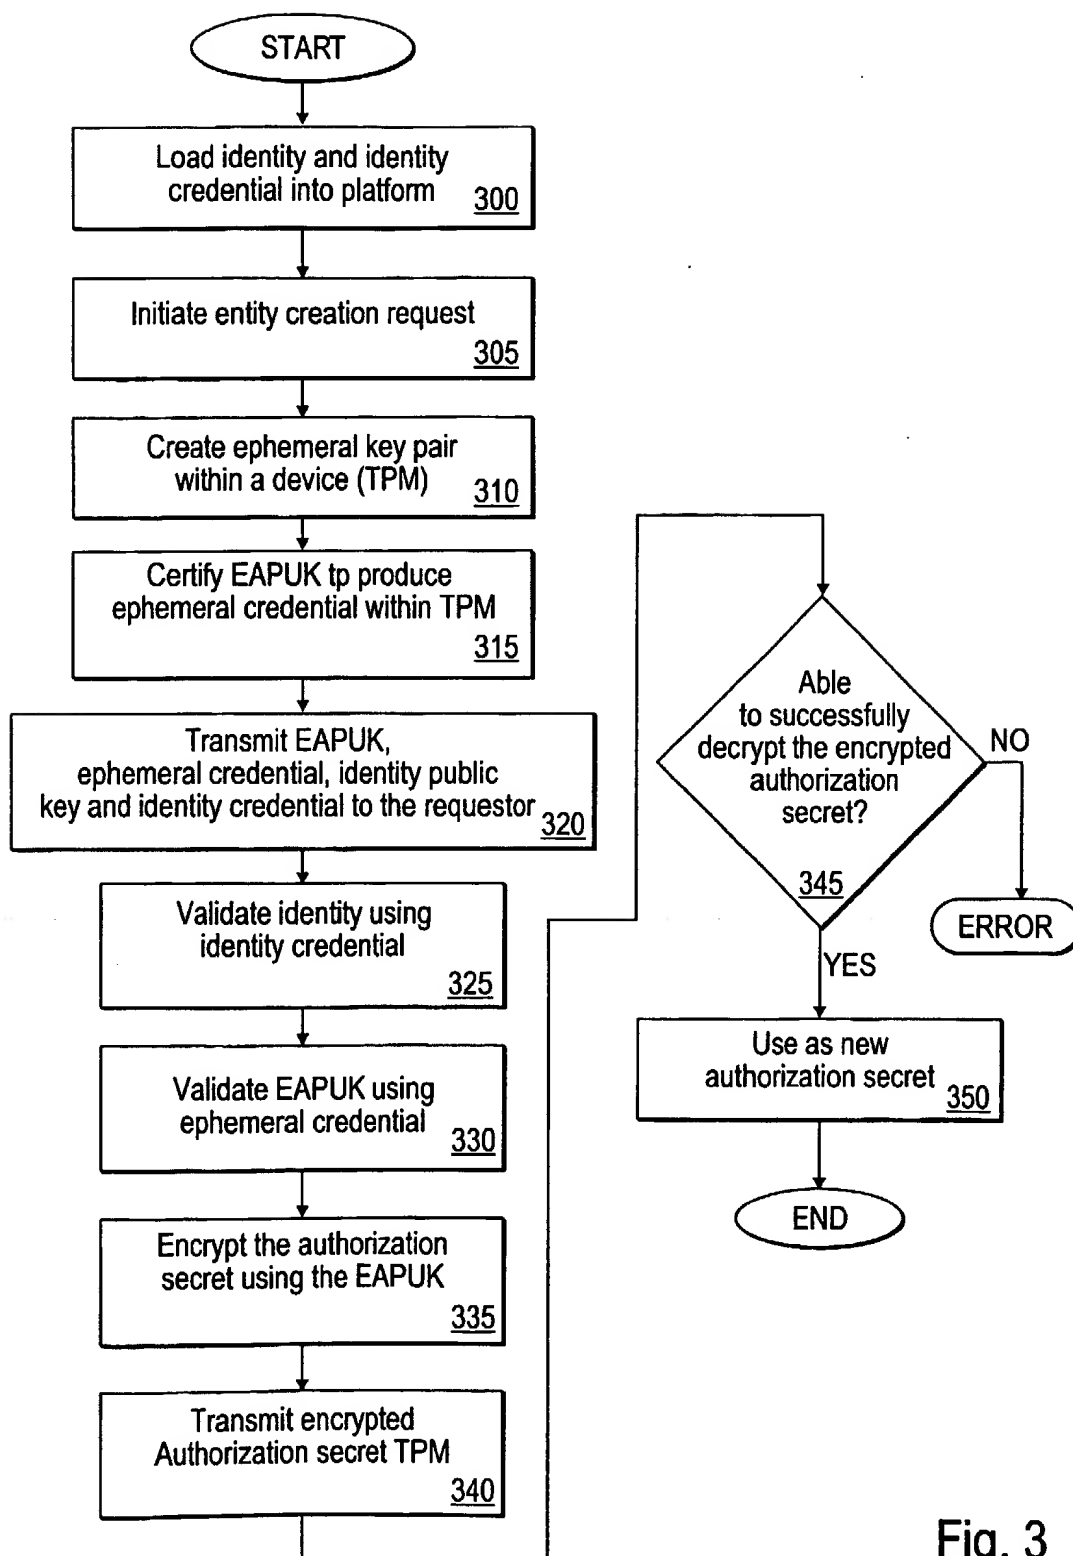 START
Load identity and identity
credential into platform
300
Initiate entity creation request
305
Create ephemeral key pair
within a device (TPM)
310
Certify EAPUK tp produce
ephemeral credential within TPM
315
Transmit EAPUK,
ephemeral credential, identity public
key and identity credential to the requestor
320
Validate identity using
identity credential
325
Validate EAPUK using
ephemeral credential
330
Encrypt the authorization
secret using the EAPUK
335
Transmit encrypted
Authorization secret TPM
340
Able
to successfully
decrypt the encrypted
authorization
secret?
345
NO
ERROR
YES
Use as new
authorization secret
350
END
Fig. 3